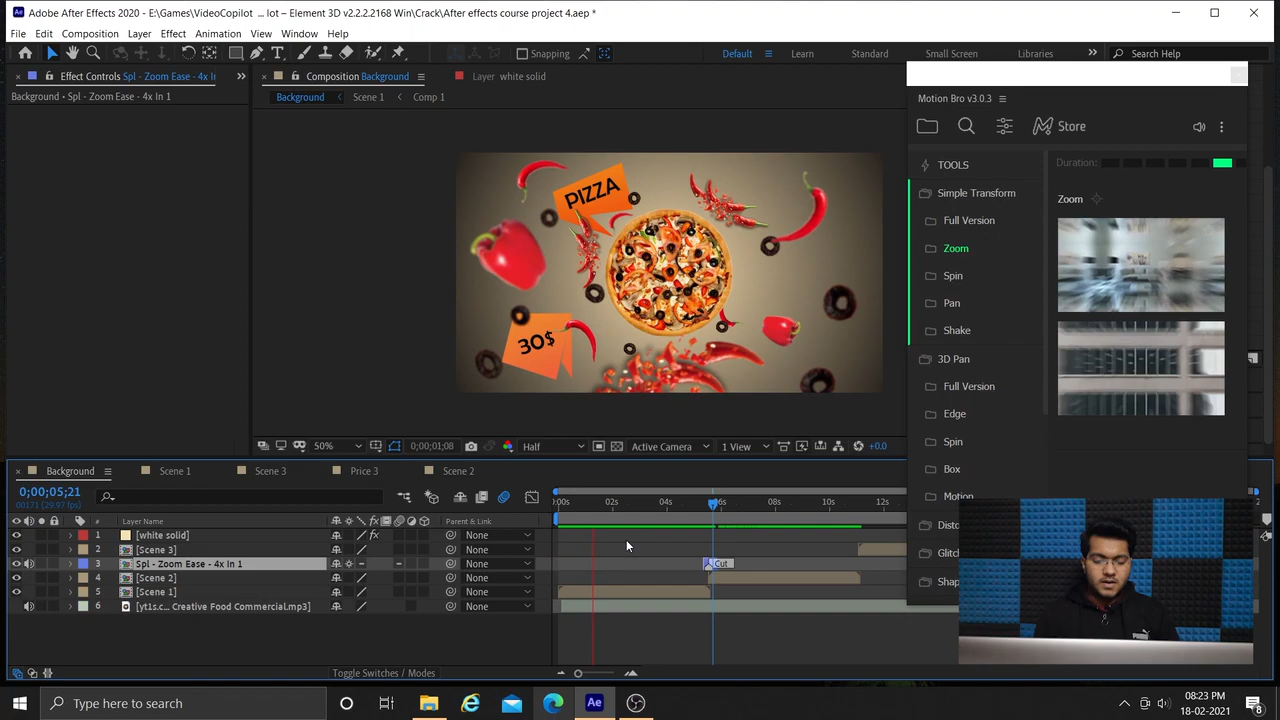 Adobe After Effects 2020 - E:\Games\VideoCopilot ... lot – Element 3D v2.2.2.2168 Win\Crack\After effects course project 4.aep *
File Edit Composition Layer Effect Animation View Window Help
Snapping
Default
Learn
Standard
Small Screen
Libraries
Search Help
Effect Controls Spl - Zoom Ease - 4x In
Composition Background
Layer white solid
Background • Spl - Zoom Ease - 4x In 1
Background
Scene 1
Comp 1
PIZZA
30$
50%
0;00;01;08
Half
Active Camera
1 View
+0.0
Motion Bro v3.0.3
Store
TOOLS
Duration:
Simple Transform
Full Version
Zoom
Spin
Pan
Shake
3D Pan
Full Version
Edge
Spin
Box
Motion
Glitch
Zoom
Background
Scene 1
Scene 3
Price 3
Scene 2
0;00;05;21
00171 (29.97 fps)
:00s
02s
04s
06s
08s
10s
12s
# Layer Name
Parent & Link
1 [white solid] None
2 [Scene 3] None
3 Spl - Zoom Ease - 4x In 1 None
Cut
4 [Scene 2] None
5 [Scene 1] None
6 [yt1s.c... Creative Food Commercial.mp3] None
Toggle Switches / Modes
PUMA
Type here to search
Ae
08:23 PM
18-02-2021
8